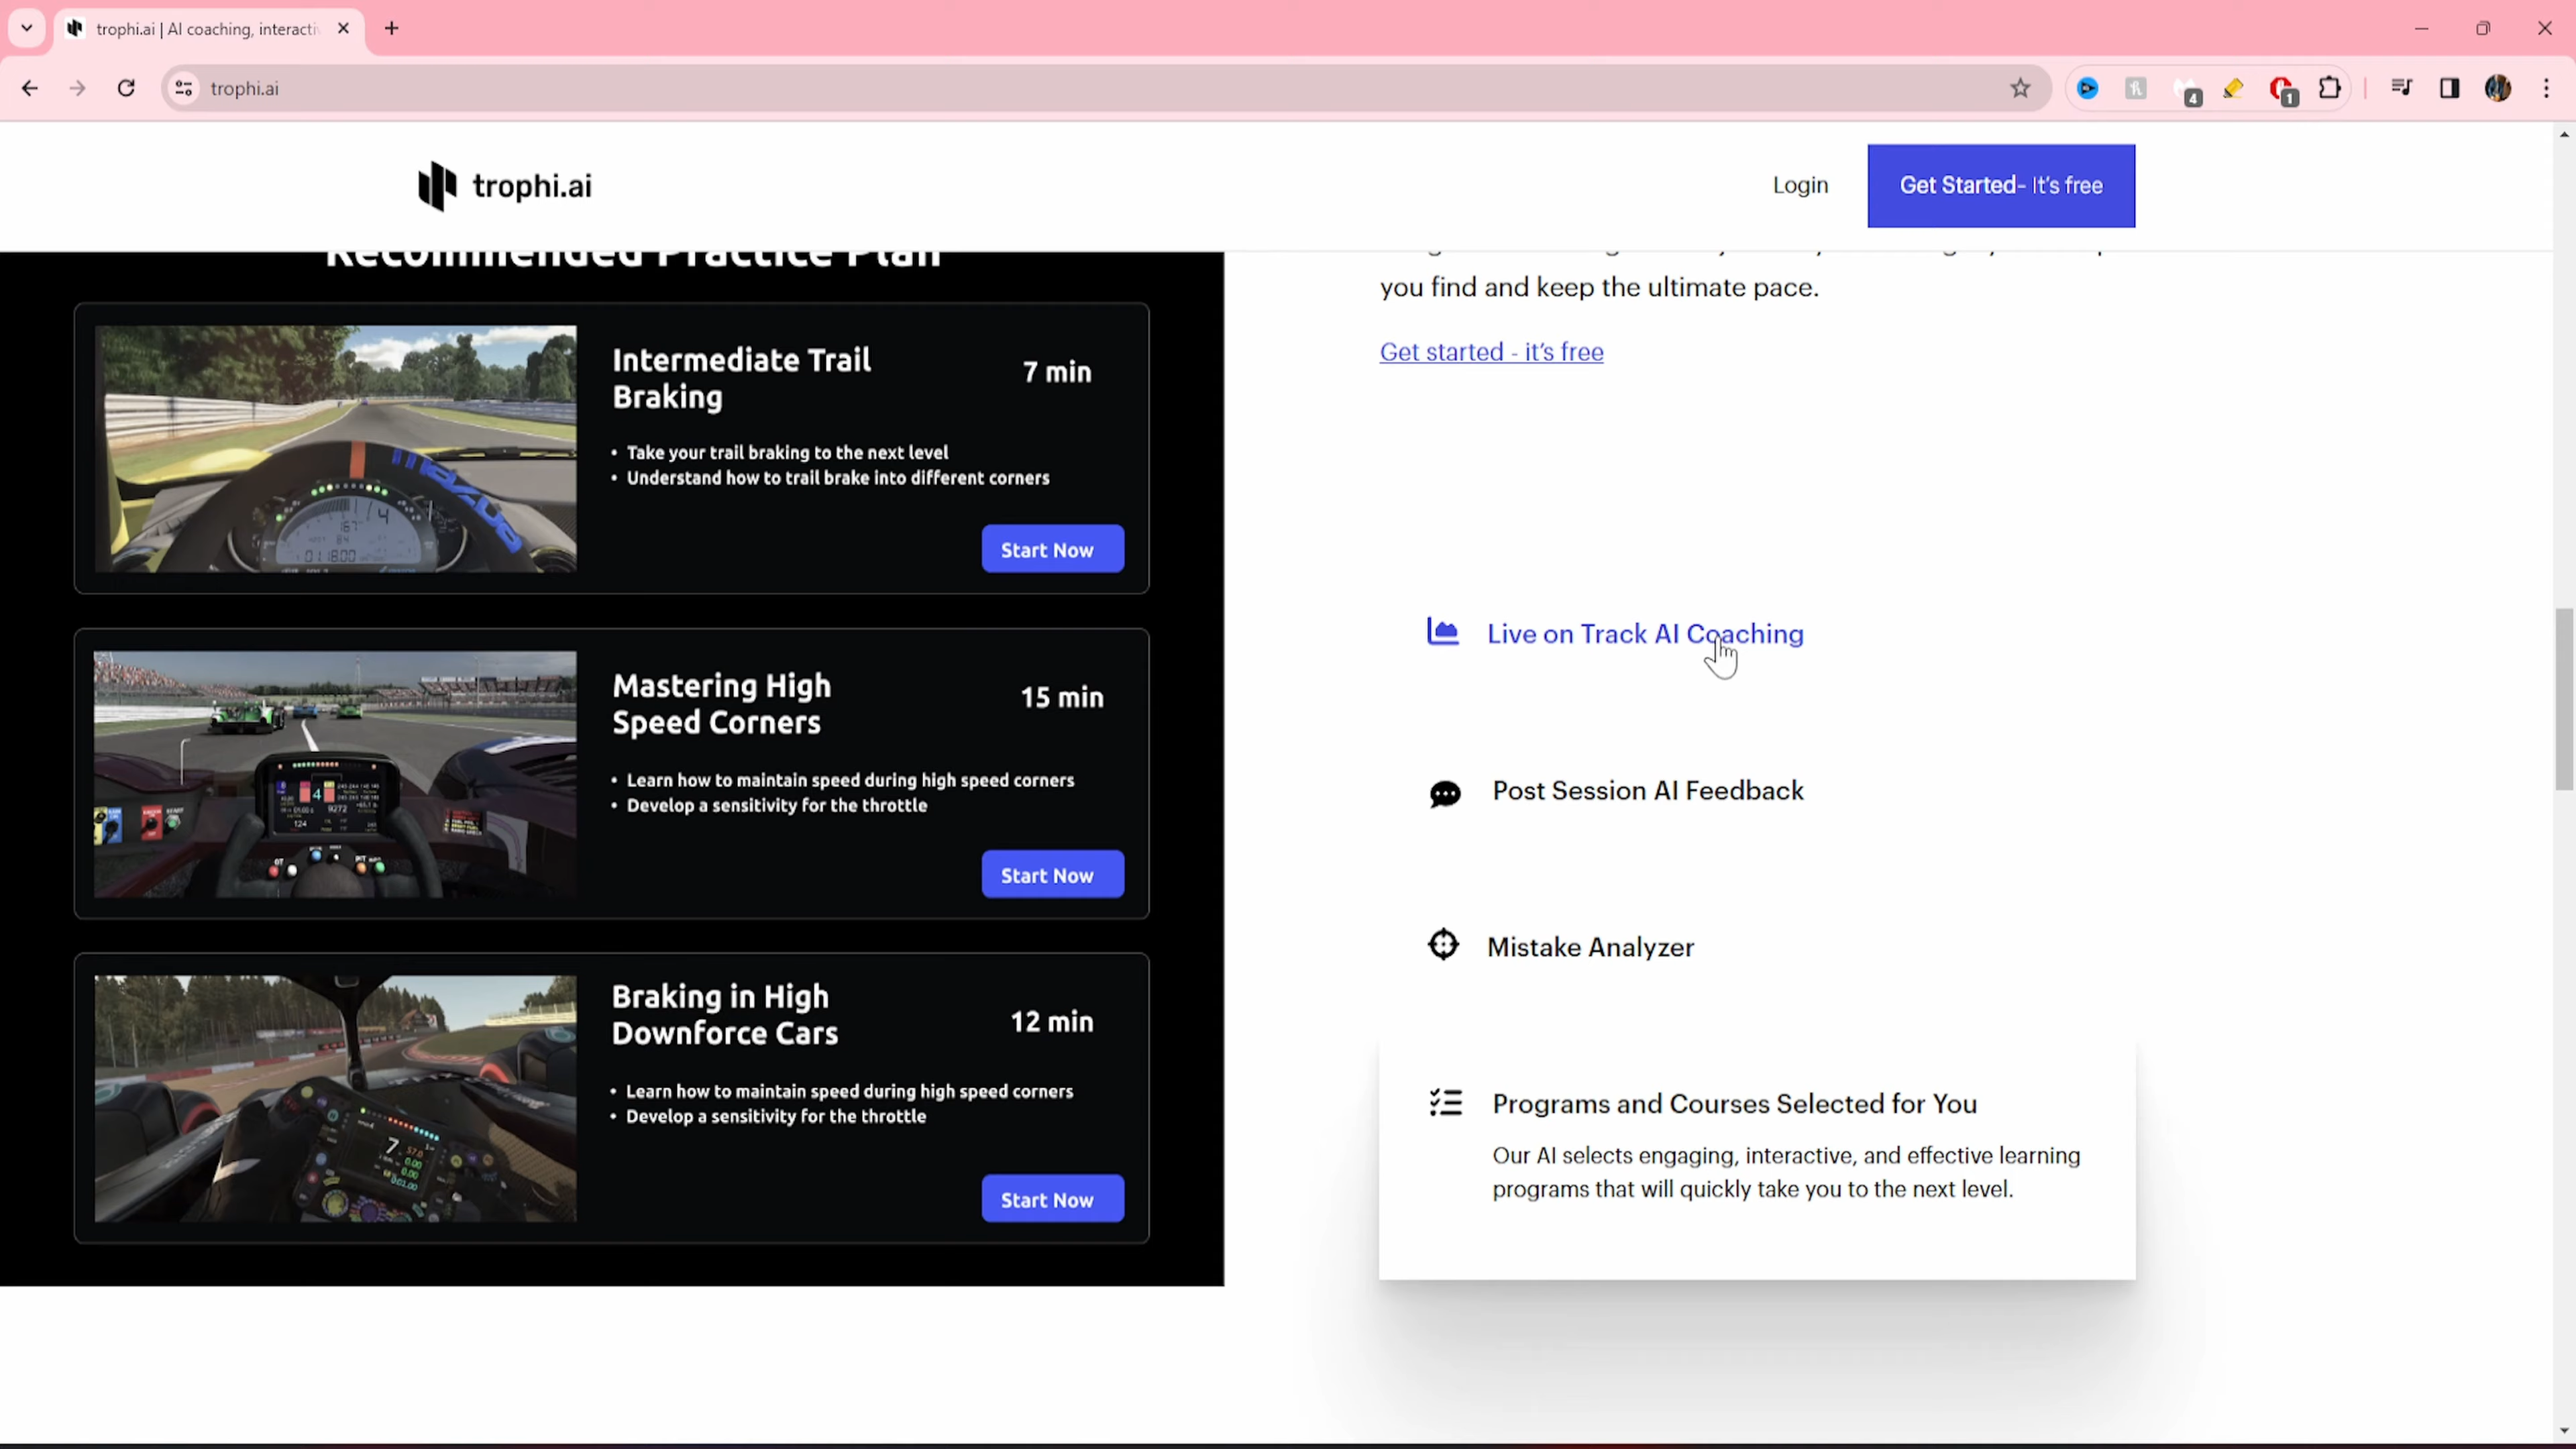 trophi.ai | AI coaching, interacti
trophi.ai
4
1
trophi.ai
Login
Get Started- It's free
Recommended Practice Plan
Intermediate Trail
Braking
7 min
• Take your trail braking to the next level
• Understand how to trail brake into different corners
Start Now
Mastering High
Speed Corners
15 min
• Learn how to maintain speed during high speed corners
• Develop a sensitivity for the throttle
Start Now
Braking in High
Downforce Cars
12 min
• Learn how to maintain speed during high speed corners
• Develop a sensitivity for the throttle
Start Now
you find and keep the ultimate pace.
Get started - it's free
Live on Track AI Coaching
Post Session AI Feedback
Mistake Analyzer
Programs and Courses Selected for You
Our AI selects engaging, interactive, and effective learning
programs that will quickly take you to the next level.